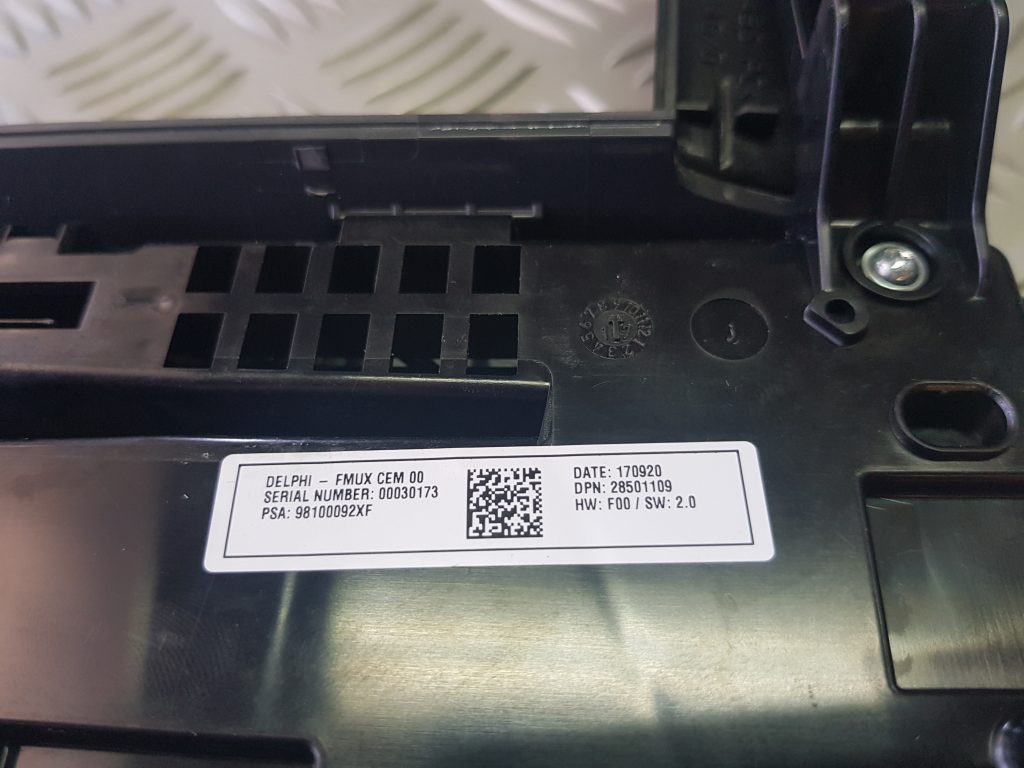 DELPHI – FMUX CEM 00
SERIAL NUMBER: 00030173
PSA: 98100092XF
DATE: 170920
DPN: 28501109
HW: F00 / SW: 2.0